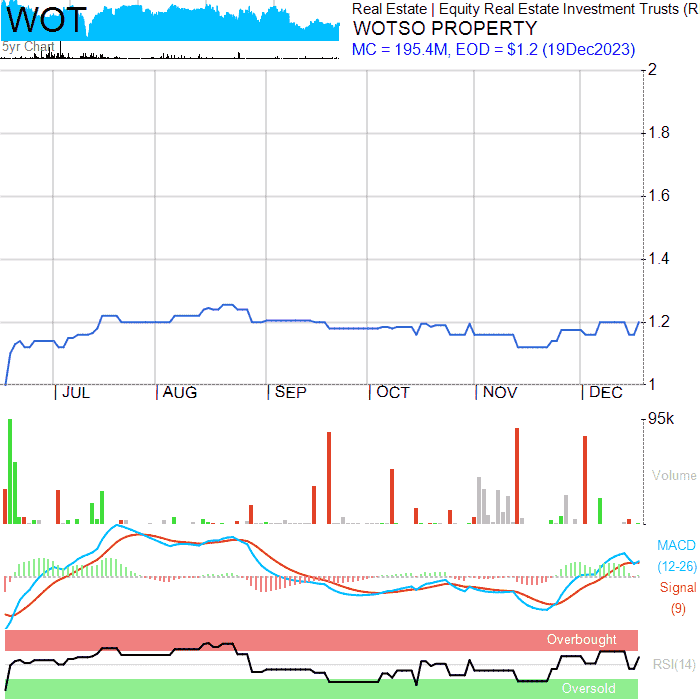 WOT
5yr Chart
Real Estate | Equity Real Estate Investment Trusts (R
WOTSO PROPERTY
MC = 195.4M, EOD = $1.2 (19Dec2023)
2
1.8
1.6
1.4
1.2
1
JUL AUG SEP OCT NOV DEC
95k
Volume
MACD
(12-26)
Signal
(9)
Overbought
RSI(14)
Oversold